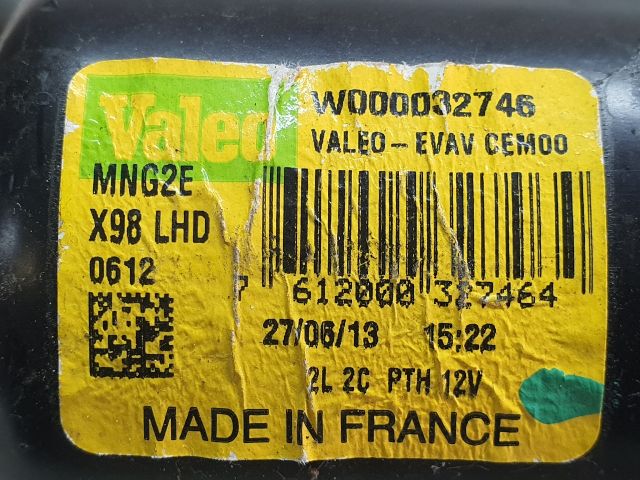 Valeo
W000032746
VALEO-EVAV CEM00
MNG2E
X98 LHD
0612
7 612000 327464
27/06/13 15:22
2L 2C PTH 12V
MADE IN FRANCE